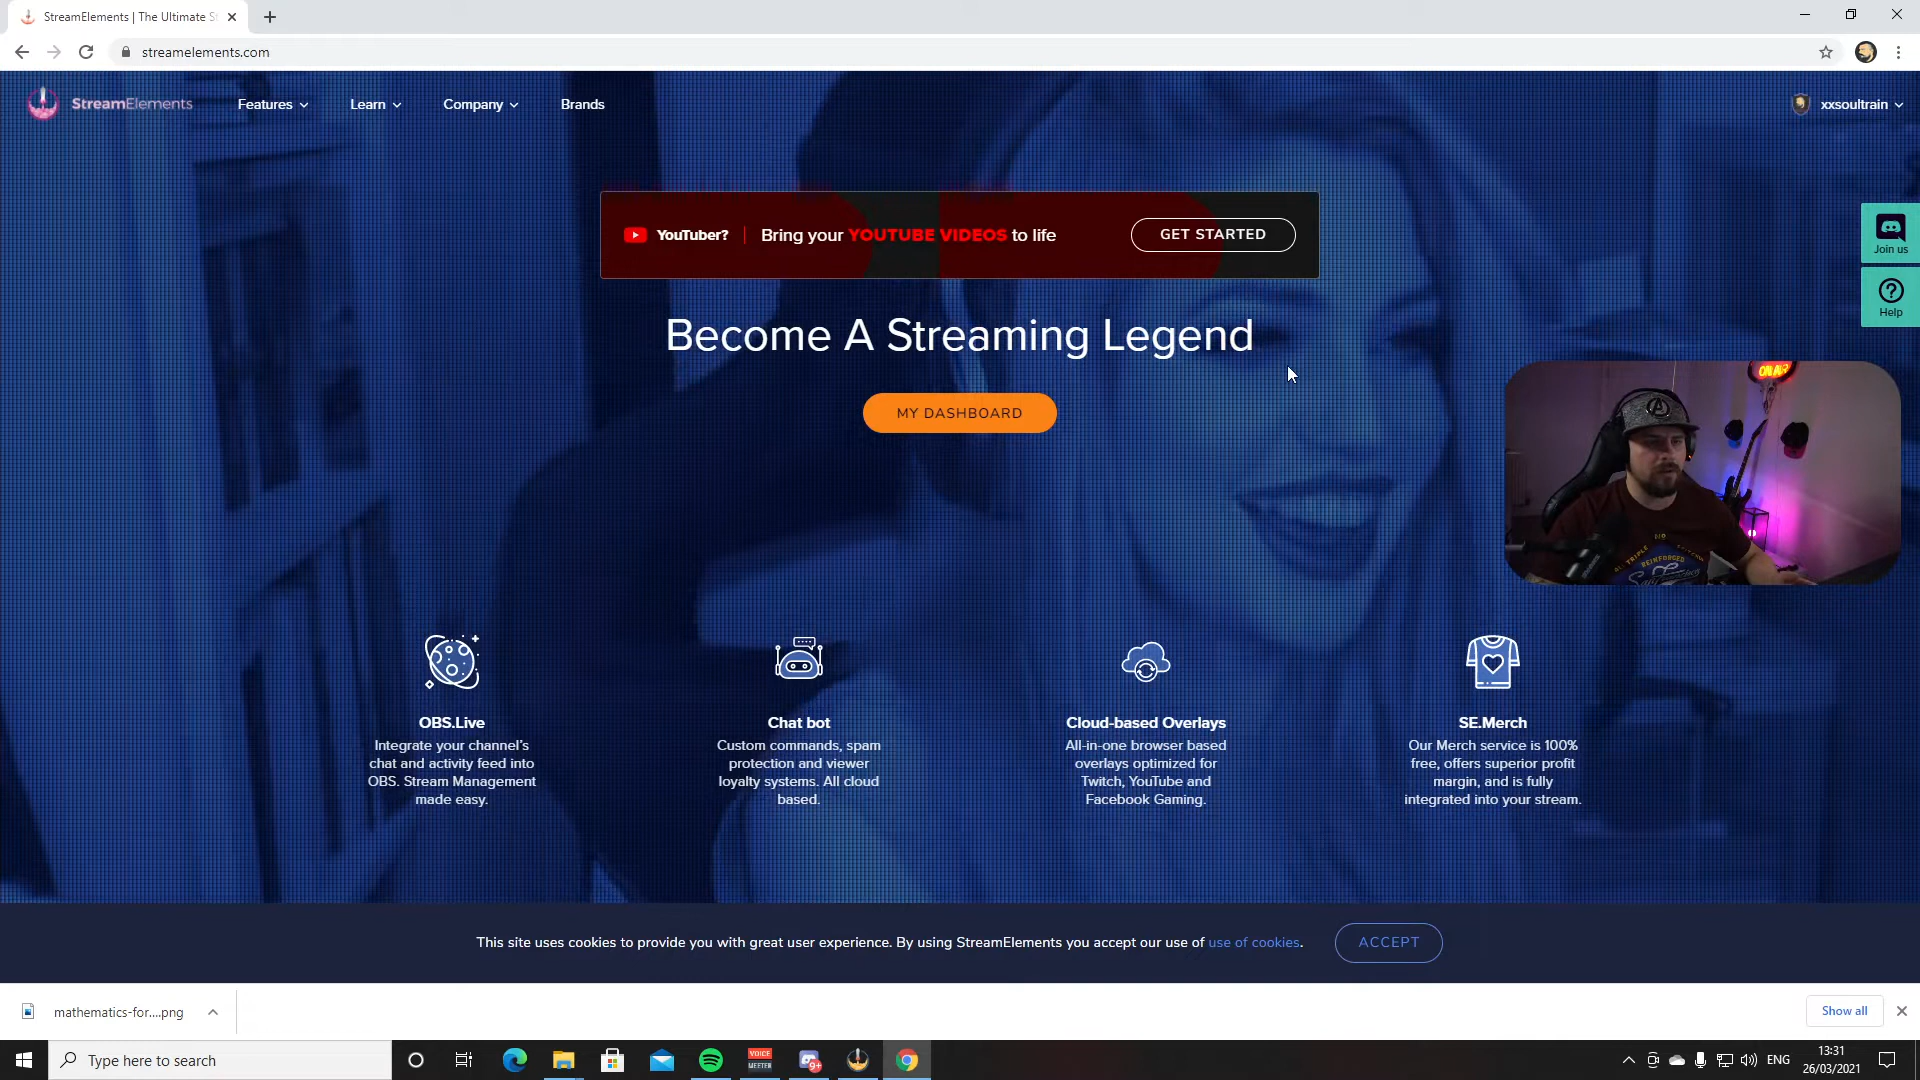 StreamElements | The Ultimate S
streamelements.com
StreamElements
Features
Learn
Company
Brands
xxsoultrain
YouTuber?
Bring your YOUTUBE VIDEOS to life
GET STARTED
Join us
Help
Become A Streaming Legend
MY DASHBOARD
ON AIR
OBS.Live
Integrate your channel's
chat and activity feed into
OBS. Stream Management
made easy.
Chat bot
Custom commands, spam
protection and viewer
loyalty systems. All cloud
based.
Cloud-based Overlays
All-in-one browser based
overlays optimized for
Twitch, YouTube and
Facebook Gaming.
SE.Merch
Our Merch service is 100%
free, offers superior profit
margin, and is fully
integrated into your stream.
This site uses cookies to provide you with great user experience. By using StreamElements you accept our use of use of cookies.
ACCEPT
mathematics-for....png
Show all
Type here to search
VOICE
MEETER
9+
ENG
13:31
26/03/2021